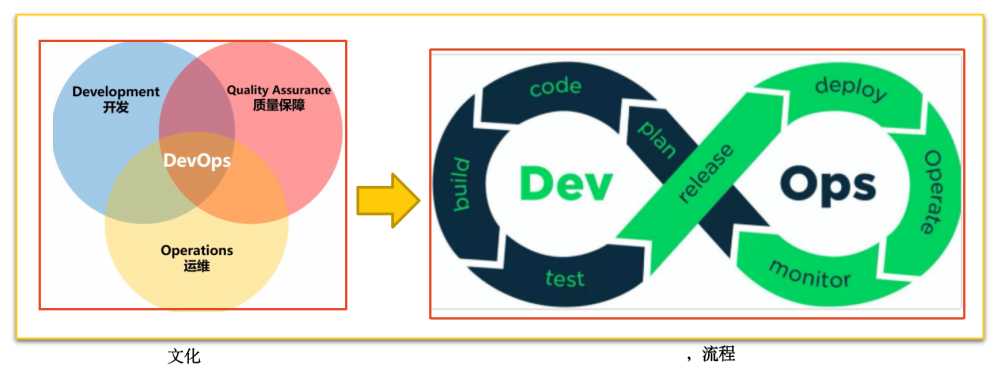 Development
开发
Quality Assurance
质量保障
DevOps
Operations
运维
code
plan
build
Dev
test
release
deploy
Operate
Ops
monitor
文化
，流程